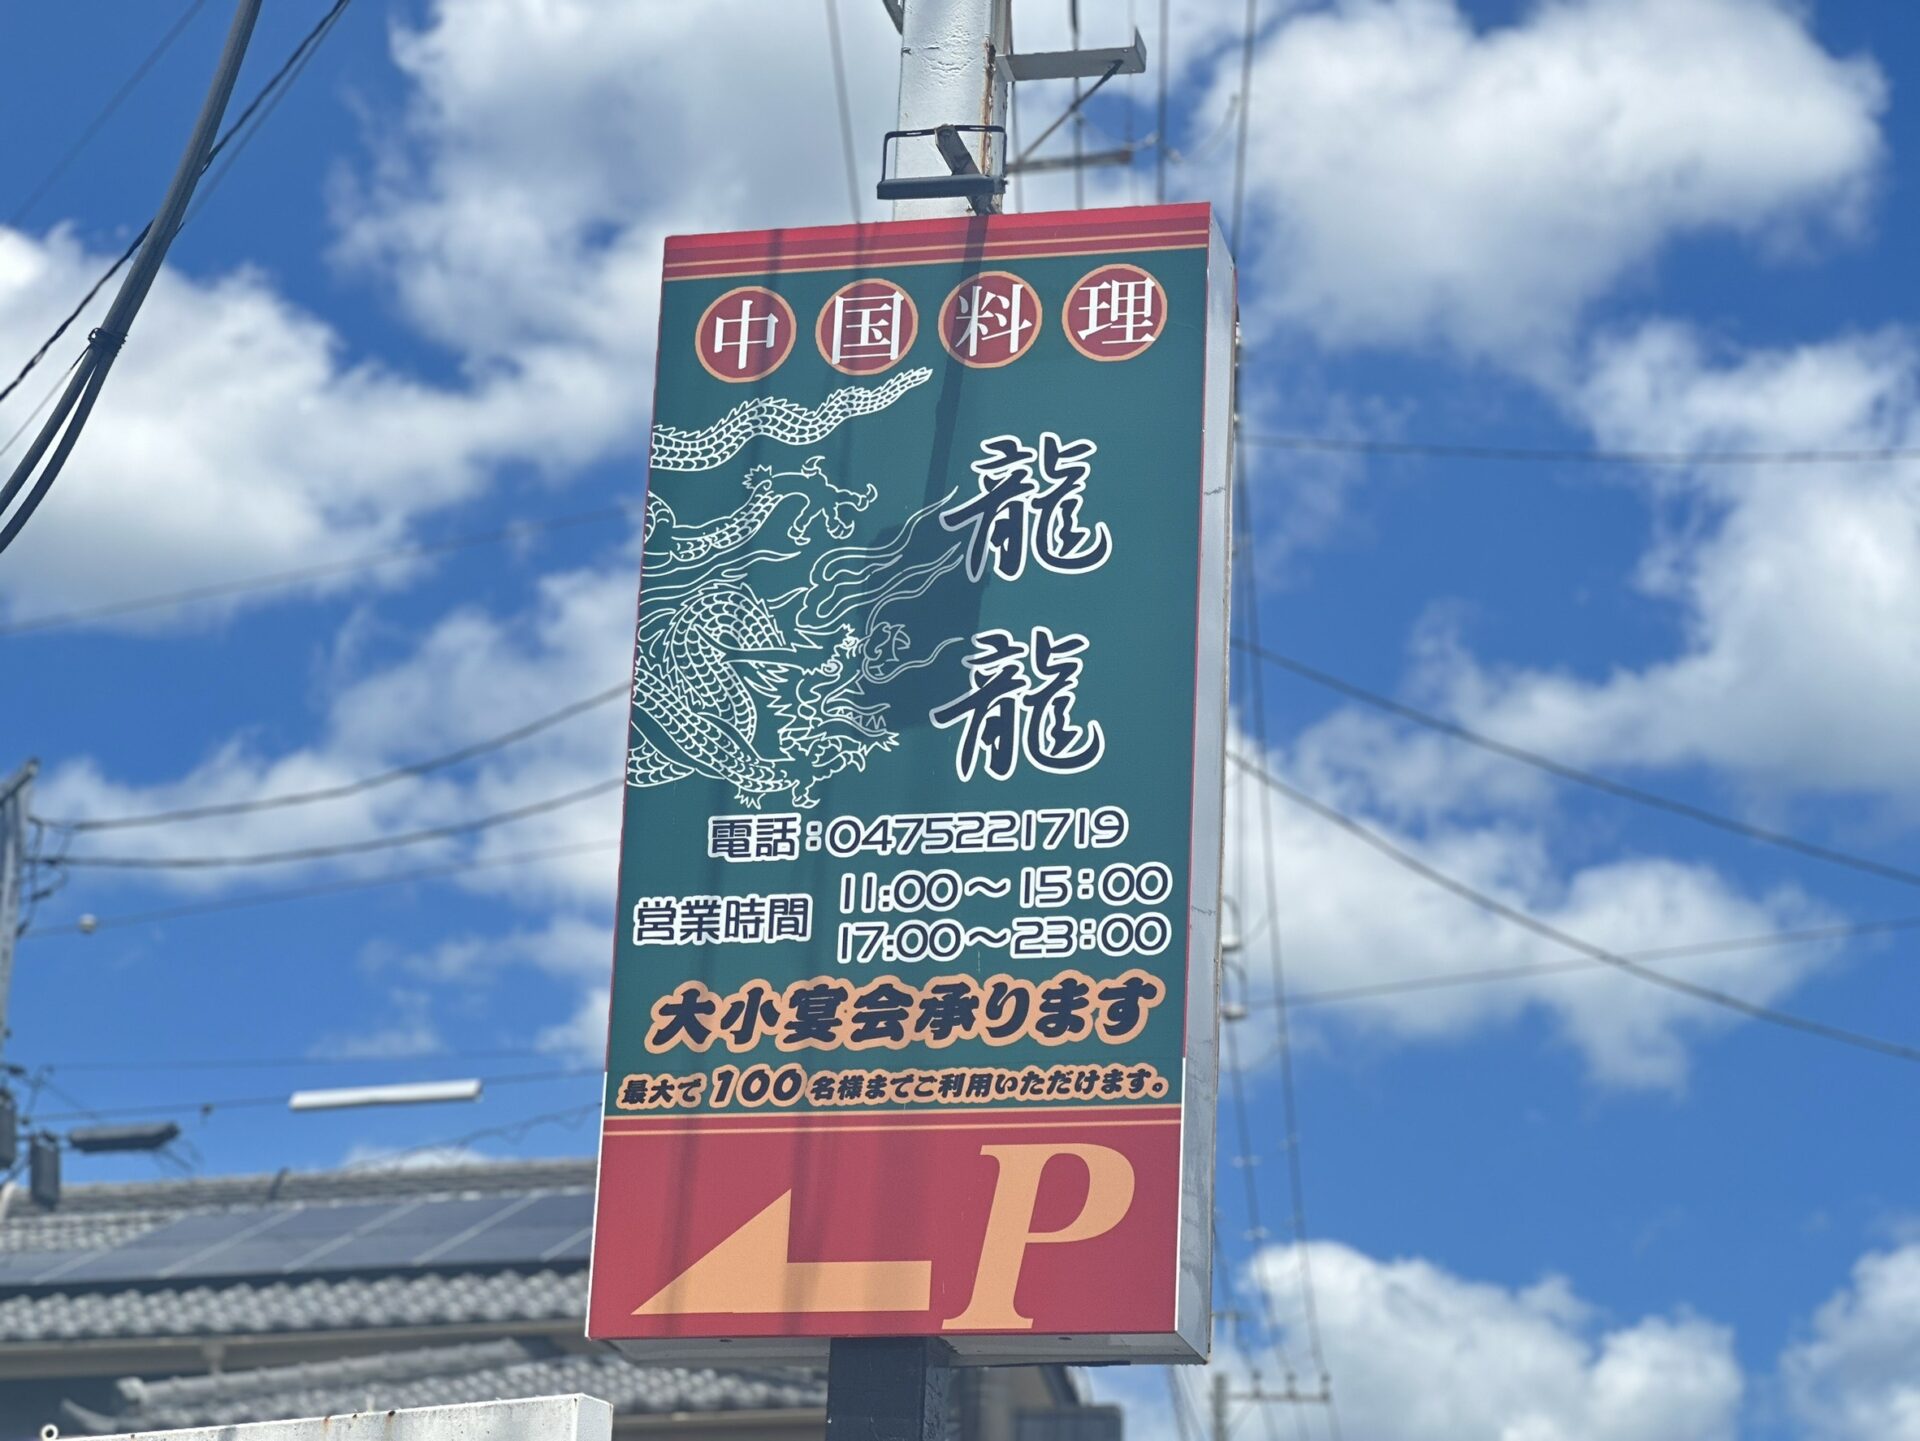 中国料理
龍
龍
電話:0475221719
営業時間 11:00～15:00
17:00～23:00
大小宴会承ります
最大で100名様までご利用いただけます。
P